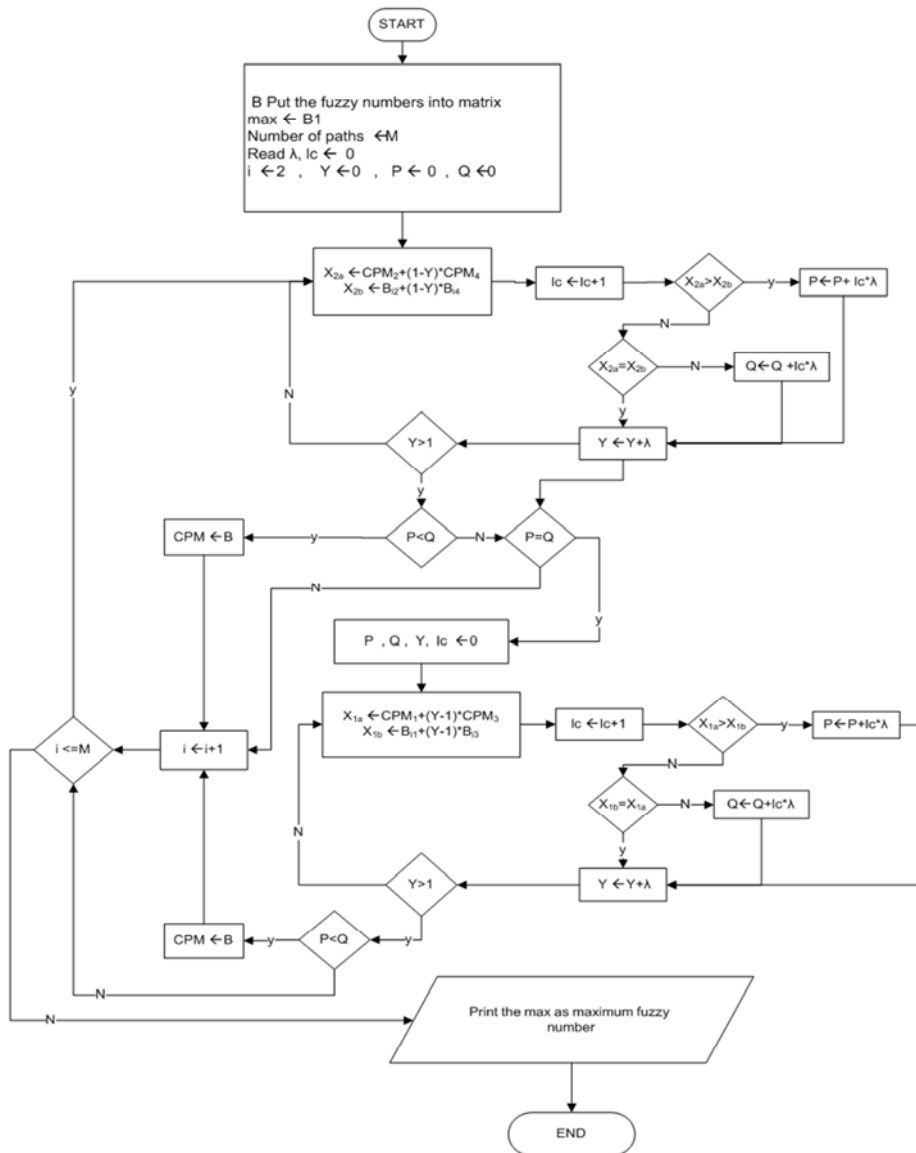 START
B Put the fuzzy numbers into matrix
max ← B1
Number of paths ←M
Read λ, Ic ← 0
i ←2 , Y ←0 , P ← 0 , Q ←0
X2a ←CPM2+(1-Y)*CPM4
X2b ←Bi2+(1-Y)*Bi4
Ic ←Ic+1
X2a>X2b
y
P←P+ Ic*λ
N
X2a=X2b
N
Q←Q +Ic*λ
y
y
N
Y>1
Y ←Y+λ
y
CPM ←B
y
P<Q
N
P=Q
N
y
P , Q , Y, Ic ←0
X1a ←CPM1+(Y-1)*CPM3
X1b ←Bi1+(Y-1)*Bi3
Ic ←Ic+1
X1a>X1b
y
P←P+Ic*λ
i <=M
i ←i+1
N
X1b=X1a
N
Q←Q+Ic*λ
N
y
Y>1
Y ←Y+λ
CPM ←B
y
P<Q
y
N
N
Print the max as maximum fuzzy
number
END